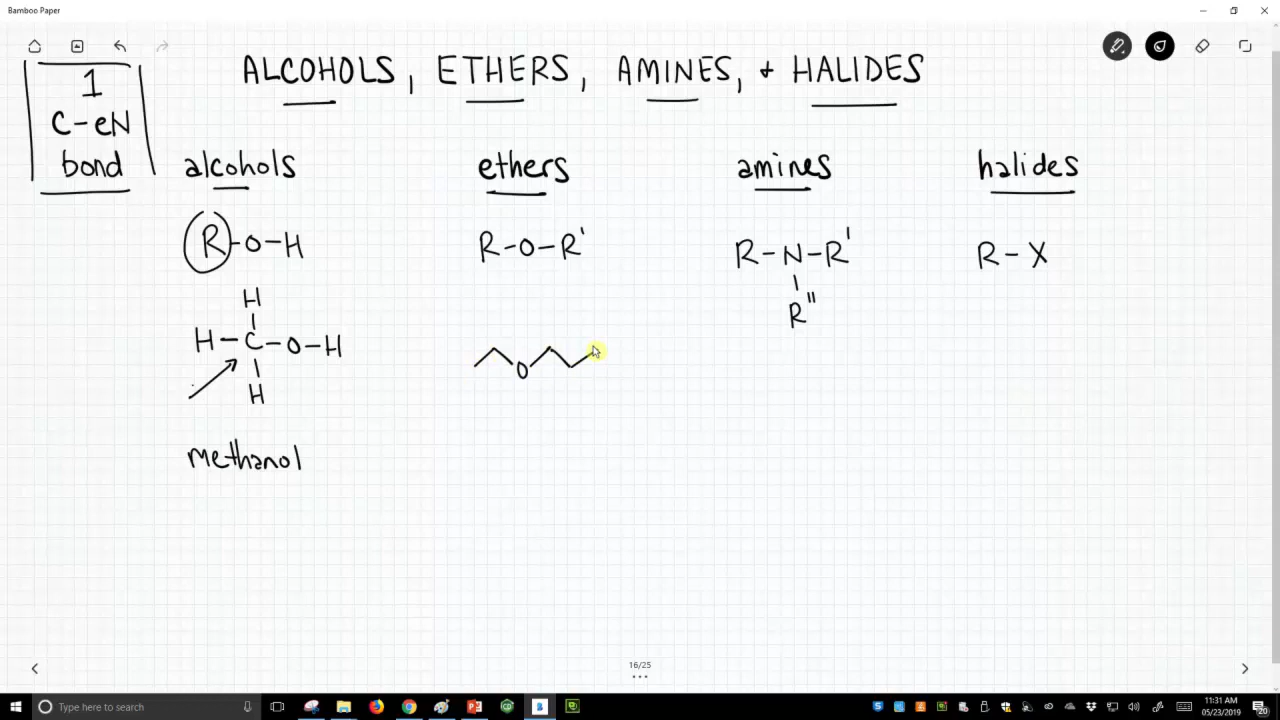 Bamboo Paper
ALCOHOLS, ETHERS, AMINES, + HALIDES
1
C-eN
bond
alcohols
ethers
amines
halides
R-O-H
R-O-R'
R-N-R'
R"
R-X
H
H-C-O-H
H
O
methanol
16/25
Type here to search
11:31 AM
05/23/2019
20